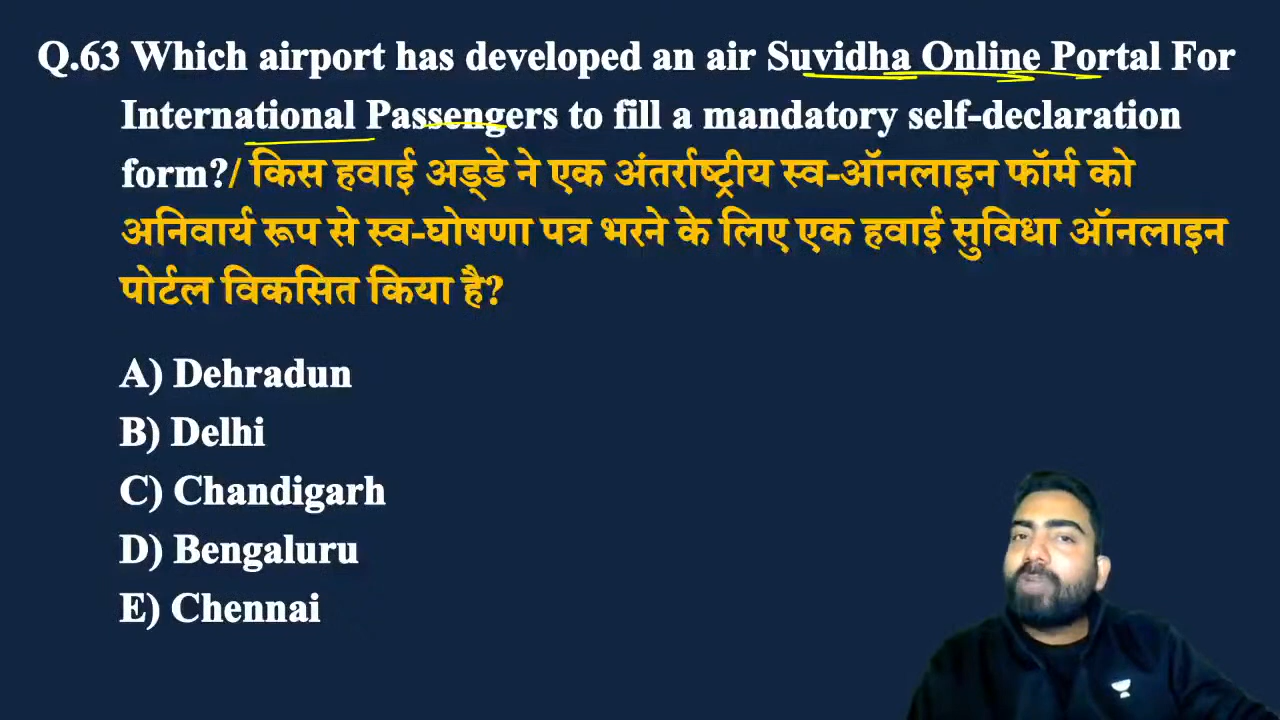 Q.63 Which airport has developed an air Suvidha Online Portal For
International Passengers to fill a mandatory self-declaration
form?/ किस हवाई अड्डे ने एक अंतर्राष्ट्रीय स्व-ऑनलाइन फॉर्म को
अनिवार्य रूप से स्व-घोषणा पत्र भरने के लिए एक हवाई सुविधा ऑनलाइन
पोर्टल विकसित किया है?
A) Dehradun
B) Delhi
C) Chandigarh
D) Bengaluru
E) Chennai